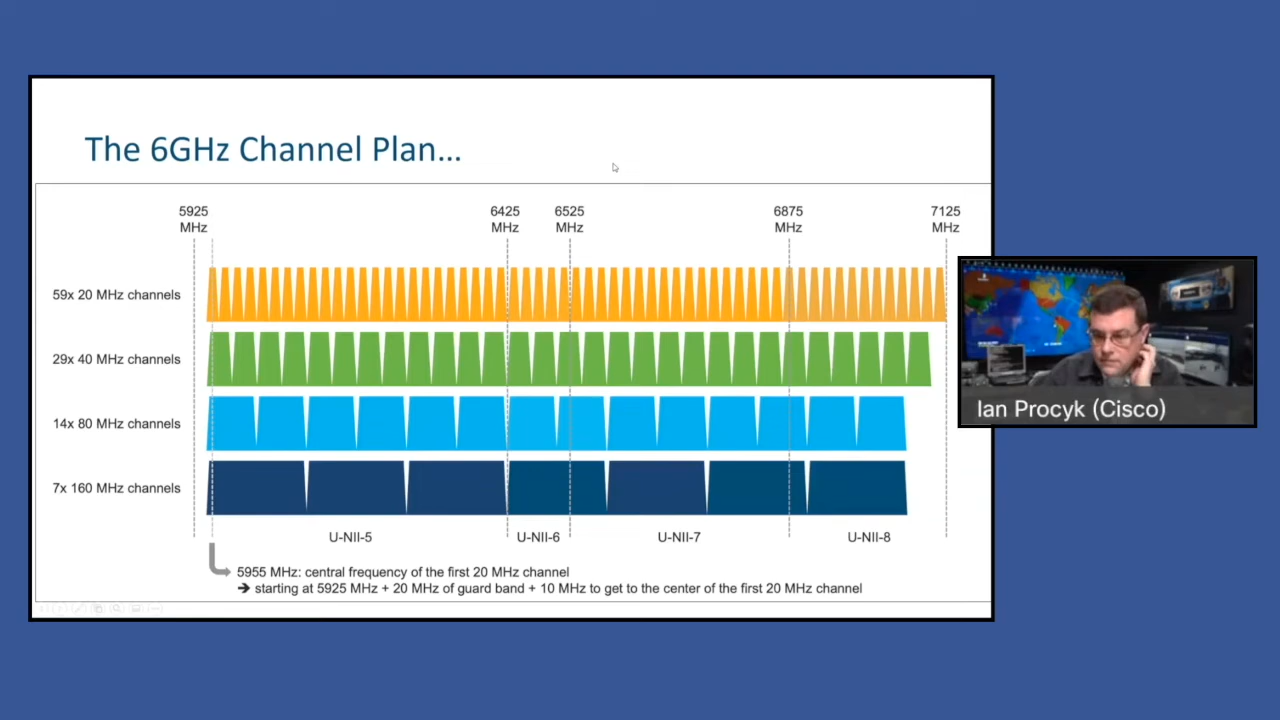 The 6GHz Channel Plan...
5925 MHz
6425 MHz
6525 MHz
6875 MHz
7125 MHz
59x 20 MHz channels
29x 40 MHz channels
14x 80 MHz channels
7x 160 MHz channels
U-NII-5
U-NII-6
U-NII-7
U-NII-8
5955 MHz: central frequency of the first 20 MHz channel
➔ starting at 5925 MHz + 20 MHz of guard band + 10 MHz to get to the center of the first 20 MHz channel
Ian Procyk (Cisco)